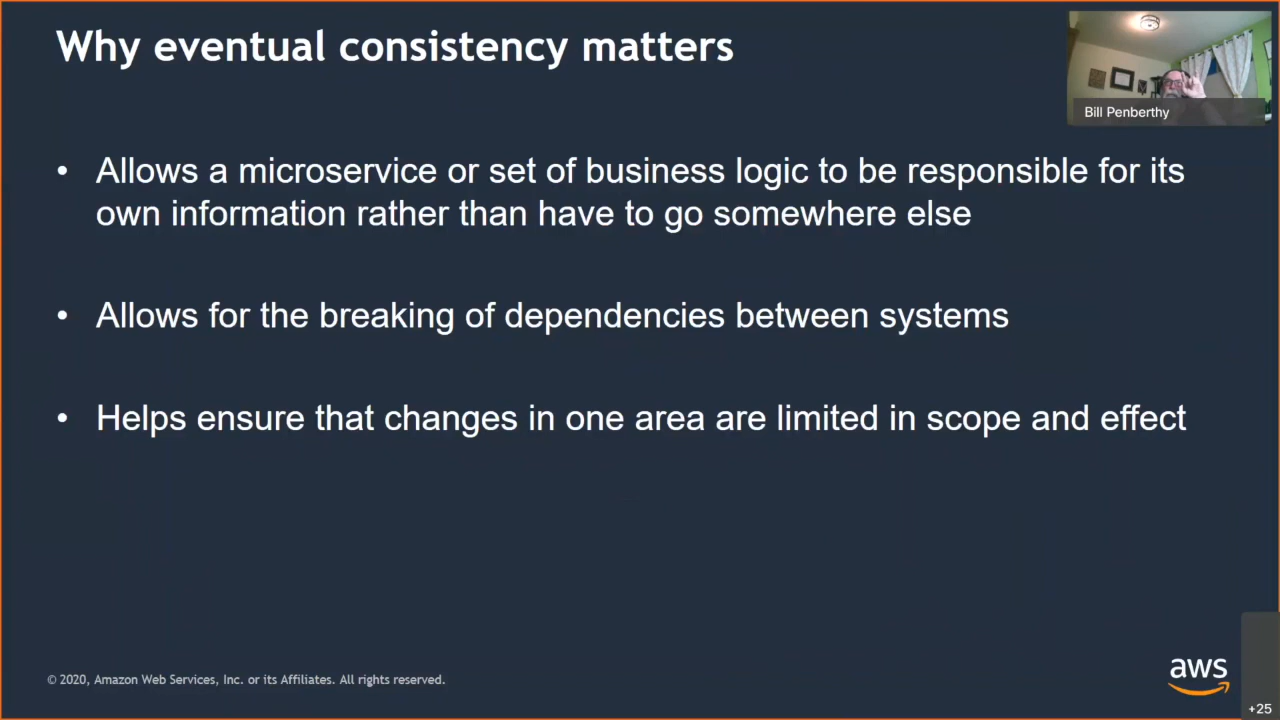 Why eventual consistency matters
Bill Penberthy
• Allows a microservice or set of business logic to be responsible for its
own information rather than have to go somewhere else
• Allows for the breaking of dependencies between systems
• Helps ensure that changes in one area are limited in scope and effect
© 2020, Amazon Web Services, Inc. or its Affiliates. All rights reserved.
aws
+25